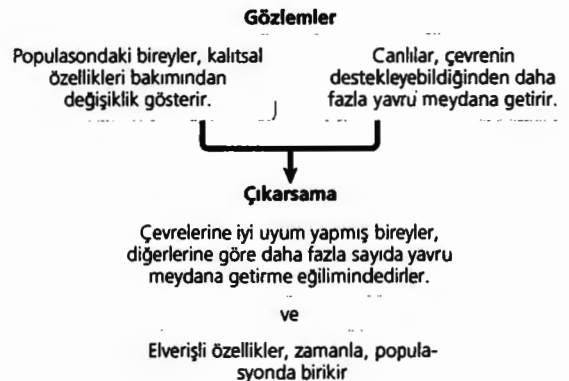 Gözlemler
Populasondaki bireyler, kalıtsal
özellikleri bakımından
değişiklik gösterir.
Canlılar, çevrenin
destekleyebildiğinden daha
fazla yavru meydana getirir.
Çıkarsama
Çevrelerine iyi uyum yapmış bireyler,
diğerlerine göre daha fazla sayıda yavru
meydana getirme eğilimindedirler.
ve
Elverişli özellikler, zamanla, popula-
syonda birikir